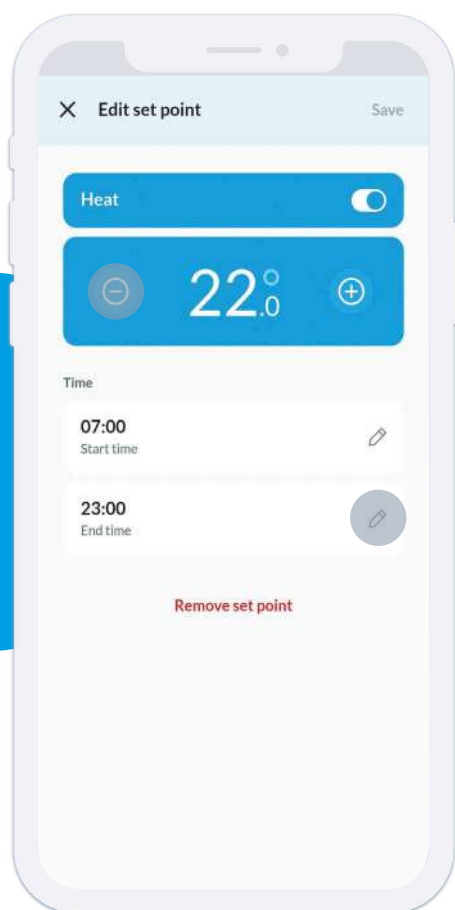 Edit set point
Save
Heat
22.0°
Time
07:00
Start time
23:00
End time
Remove set point